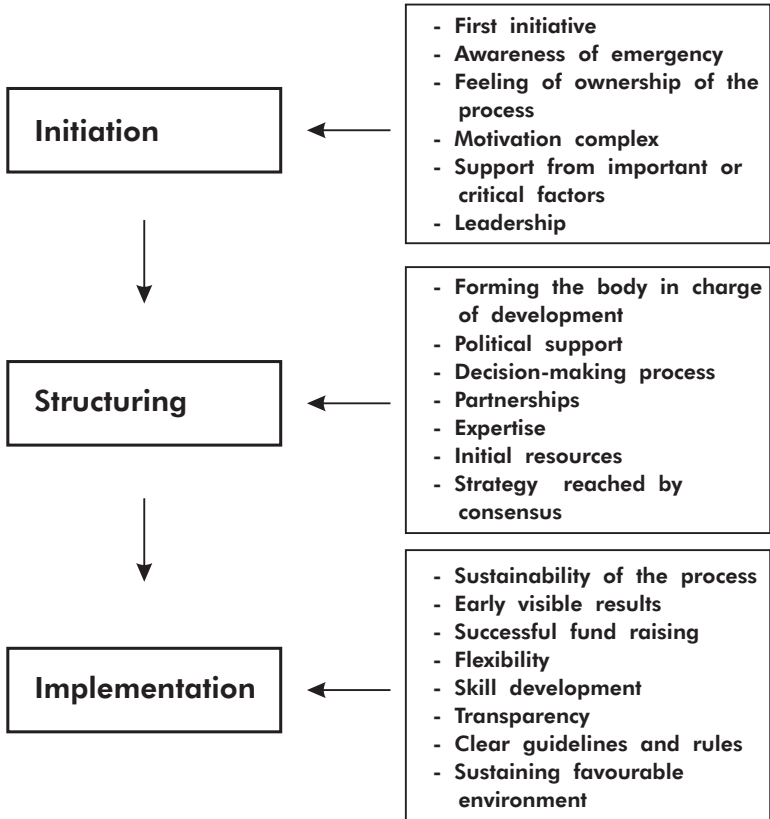 Initiation
- First initiative
- Awareness of emergency
- Feeling of ownership of the
process
- Motivation complex
- Support from important or
critical factors
- Leadership
Structuring
- Forming the body in charge
of development
- Political support
- Decision-making process
- Partnerships
- Expertise
- Initial resources
- Strategy reached by
consensus
Implementation
- Sustainability of the process
- Early visible results
- Successful fund raising
- Flexibility
- Skill development
- Transparency
- Clear guidelines and rules
- Sustaining favourable
environment